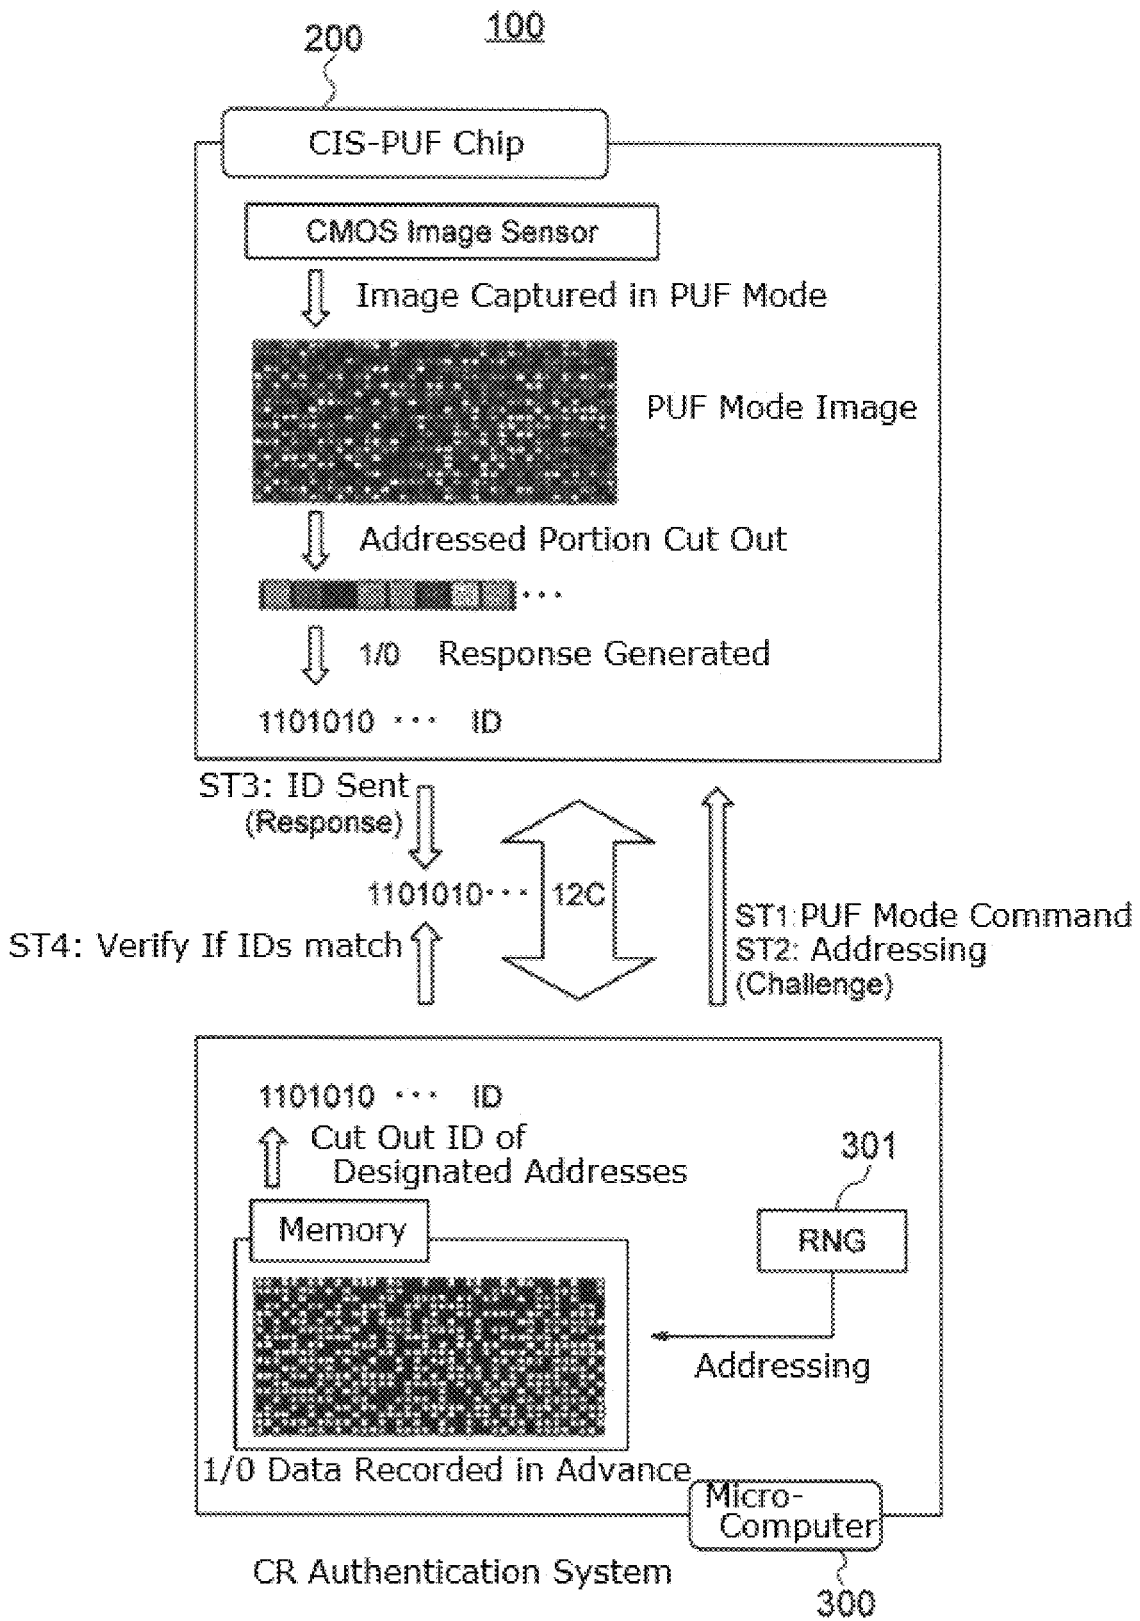 100
200
CIS-PUF Chip
CMOS Image Sensor
Image Captured in PUF Mode
PUF Mode Image
Addressed Portion Cut Out
...
1/0 Response Generated
1101010 ... ID
ST3: ID Sent
(Response)
1101010...
12C
ST1:PUF Mode Command
ST2: Addressing
(Challenge)
ST4: Verify If IDs match
1101010 ... ID
Cut Out ID of
Designated Addresses
301
Memory
RNG
Addressing
1/0 Data Recorded in Advance
Micro-
Computer
CR Authentication System
300